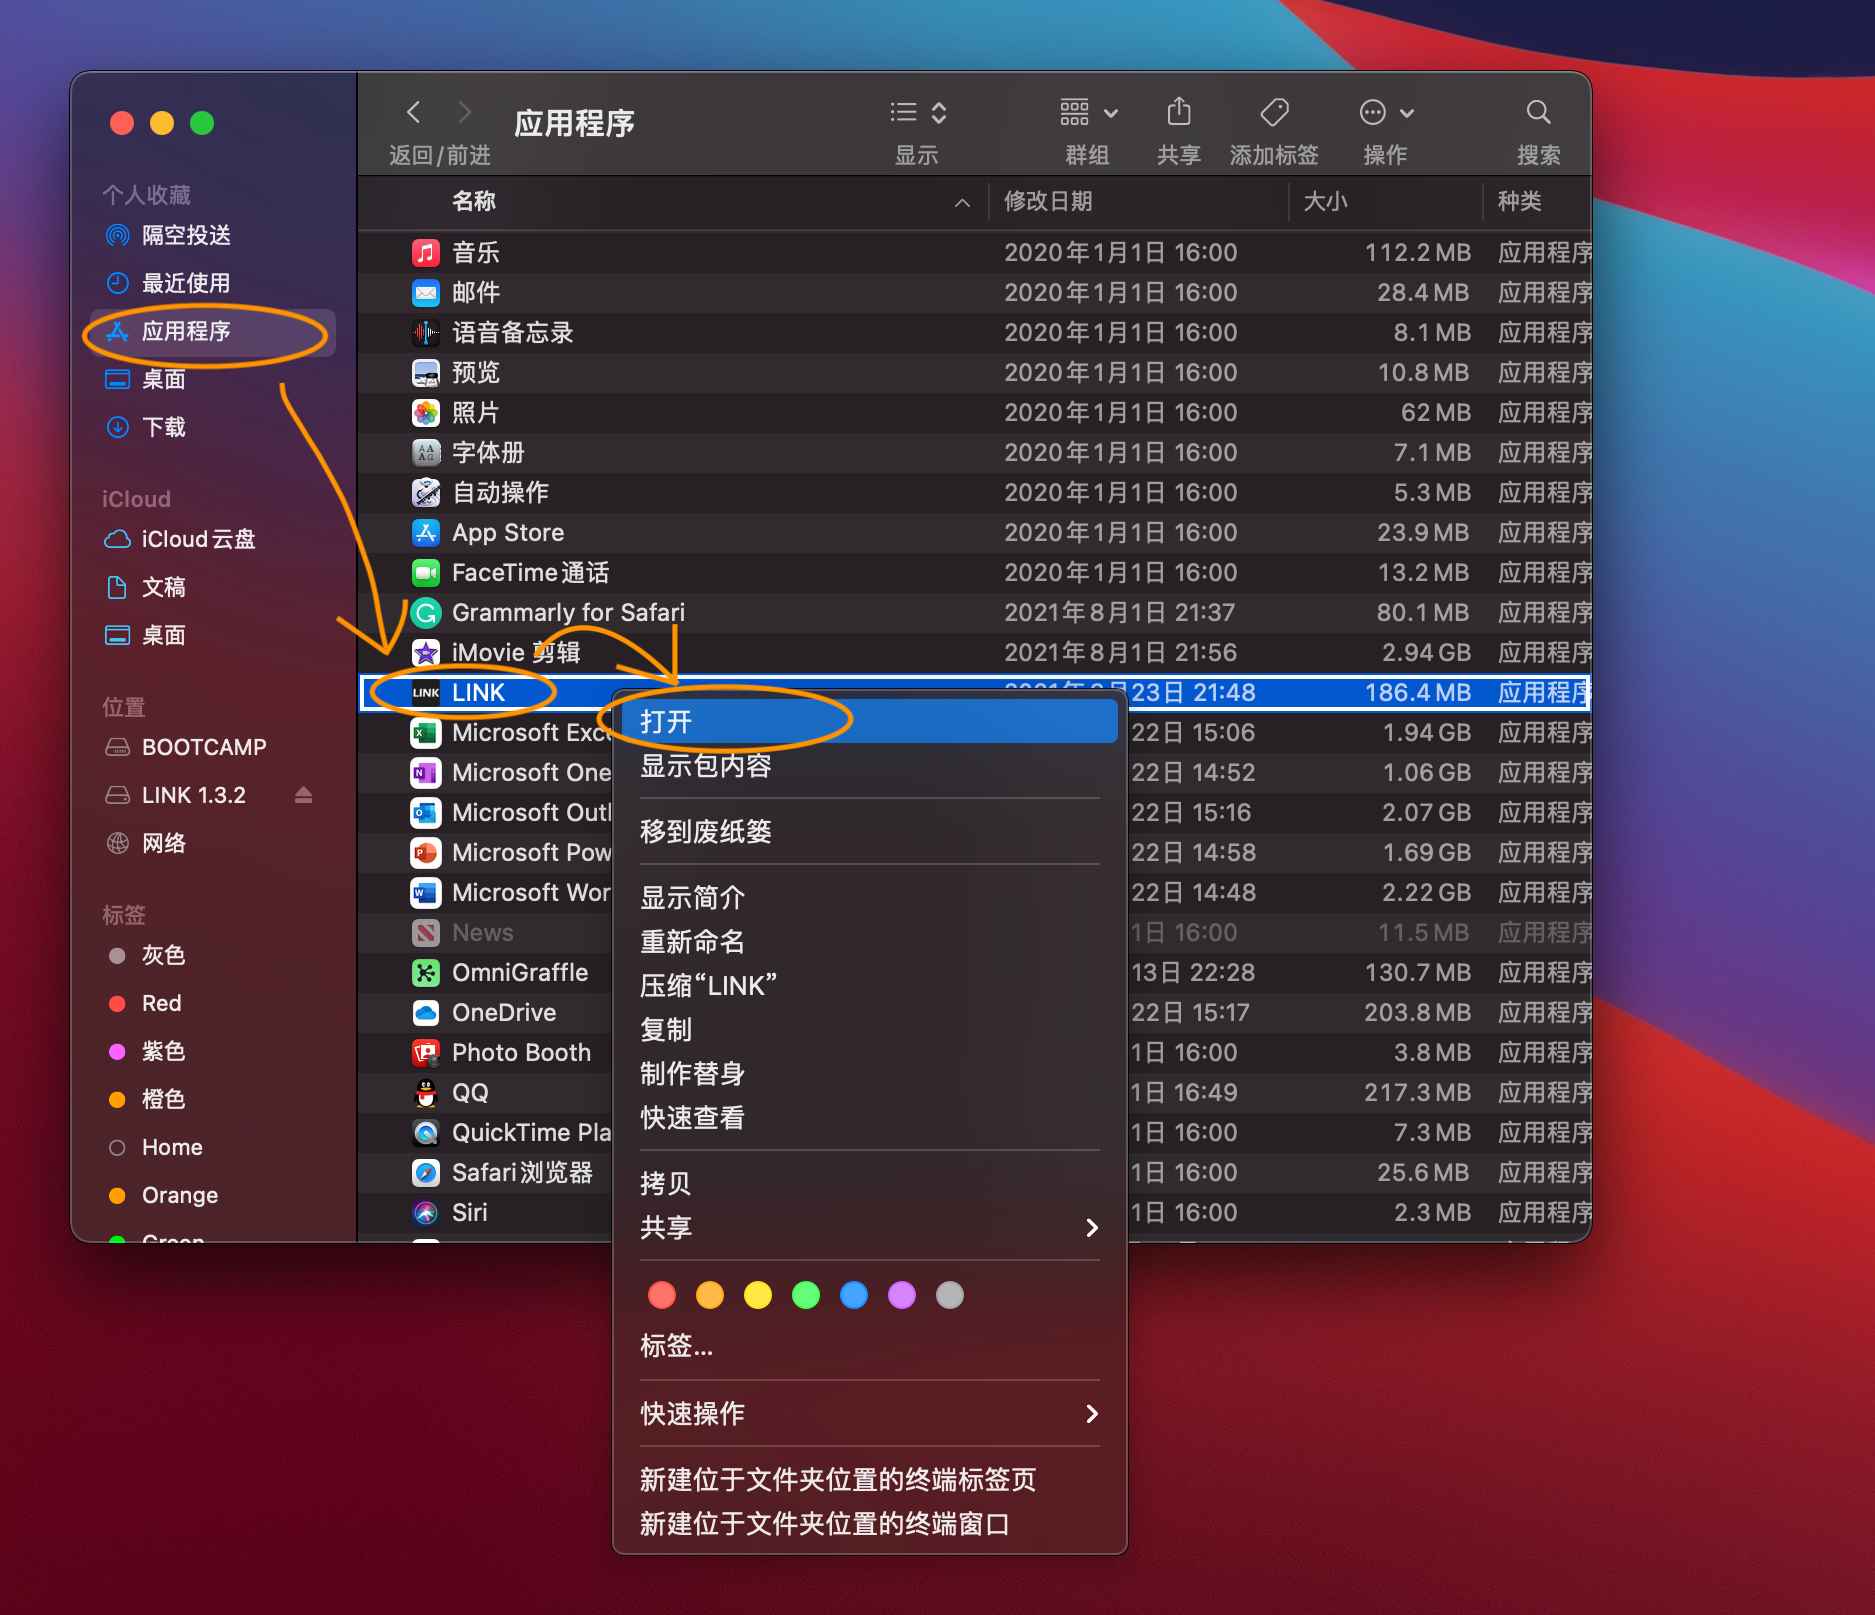 应用程序
返回/前进
显示
群组
共享
添加标签
操作
搜索
个人收藏
隔空投送
最近使用
应用程序
桌面
下载
iCloud
iCloud云盘
文稿
桌面
位置
BOOTCAMP
LINK 1.3.2
网络
标签
灰色
Red
紫色
橙色
Home
Orange
Green
名称 修改日期 大小 种类
音乐 2020年1月1日 16:00 112.2 MB 应用程序
邮件 2020年1月1日 16:00 28.4 MB 应用程序
语音备忘录 2020年1月1日 16:00 8.1 MB 应用程序
预览 2020年1月1日 16:00 10.8 MB 应用程序
照片 2020年1月1日 16:00 62 MB 应用程序
字体册 2020年1月1日 16:00 7.1 MB 应用程序
自动操作 2020年1月1日 16:00 5.3 MB 应用程序
App Store 2020年1月1日 16:00 23.9 MB 应用程序
FaceTime通话 2020年1月1日 16:00 13.2 MB 应用程序
Grammarly for Safari 2021年8月1日 21:37 80.1 MB 应用程序
iMovie 剪辑 2021年8月1日 21:56 2.94 GB 应用程序
LINK LINK 23日 21:48 186.4 MB 应用程序
Microsoft Exc 22日 15:06 1.94 GB 应用程序
Microsoft One 22日 14:52 1.06 GB 应用程序
Microsoft Outl 22日 15:16 2.07 GB 应用程序
Microsoft Pow 22日 14:58 1.69 GB 应用程序
Microsoft Wor 22日 14:48 2.22 GB 应用程序
News 1日 16:00 11.5 MB 应用程序
OmniGraffle 13日 22:28 130.7 MB 应用程序
OneDrive 22日 15:17 203.8 MB 应用程序
Photo Booth 1日 16:00 3.8 MB 应用程序
QQ 1日 16:49 217.3 MB 应用程序
QuickTime Pla 1日 16:00 7.3 MB 应用程序
Safari浏览器 1日 16:00 25.6 MB 应用程序
Siri 1日 16:00 2.3 MB 应用程序
打开
显示包内容
移到废纸篓
显示简介
重新命名
压缩“LINK”
复制
制作替身
快速查看
拷贝
共享
标签...
快速操作
新建位于文件夹位置的终端标签页
新建位于文件夹位置的终端窗口